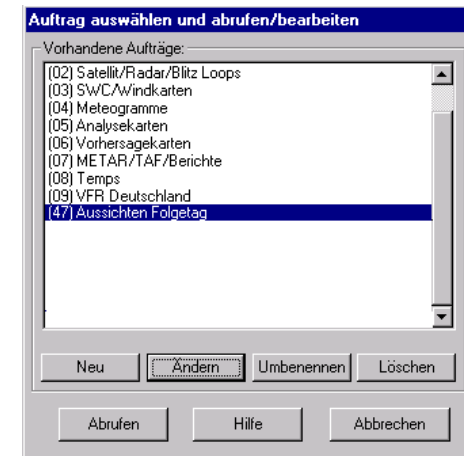 Auftrag auswählen und abrufen/bearbeiten
Vorhandene Aufträge:
(02) Satellit/Radar/Blitz Loops
(03) SWC/Windkarten
(04) Meteogramme
(05) Analysekarten
(06) Vorhersagekarten
(07) METAR/TAF/Berichte
(08) Temps
(09) VFR Deutschland
(47) Aussichten Folgetag
Neu Ändern Umbenennen Löschen
Abrufen Hilfe Abbrechen